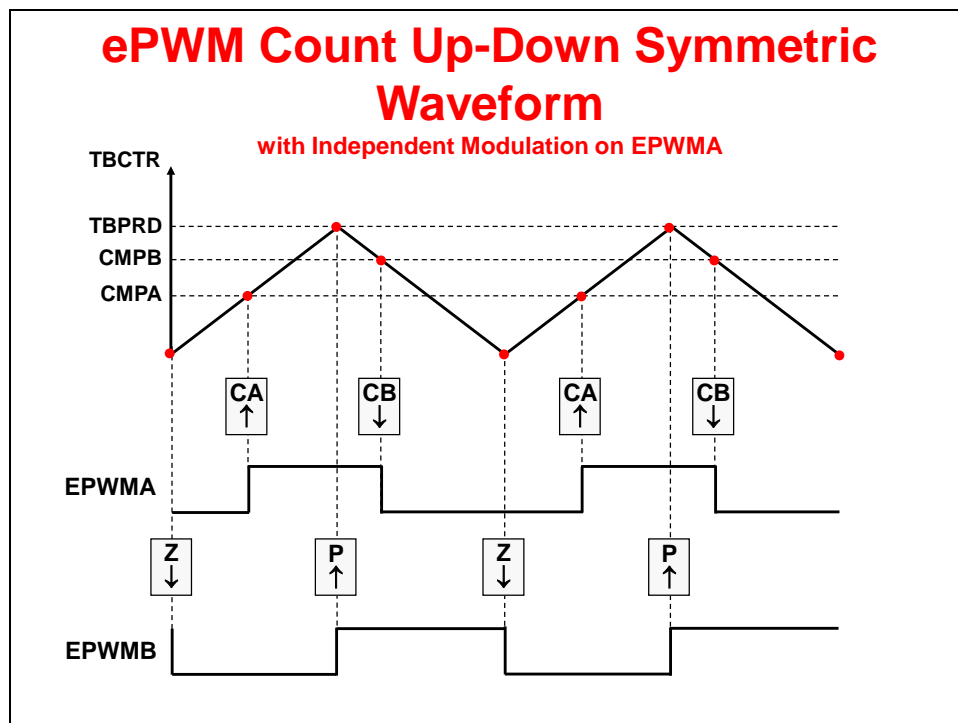 ePWM Count Up-Down Symmetric
Waveform
with Independent Modulation on EPWMA
TBCTR
TBPRD
CMPB
CMPA
CA
↑
CB
↓
CA
↑
CB
↓
EPWMA
Z
↓
P
↑
Z
↓
P
↑
EPWMB